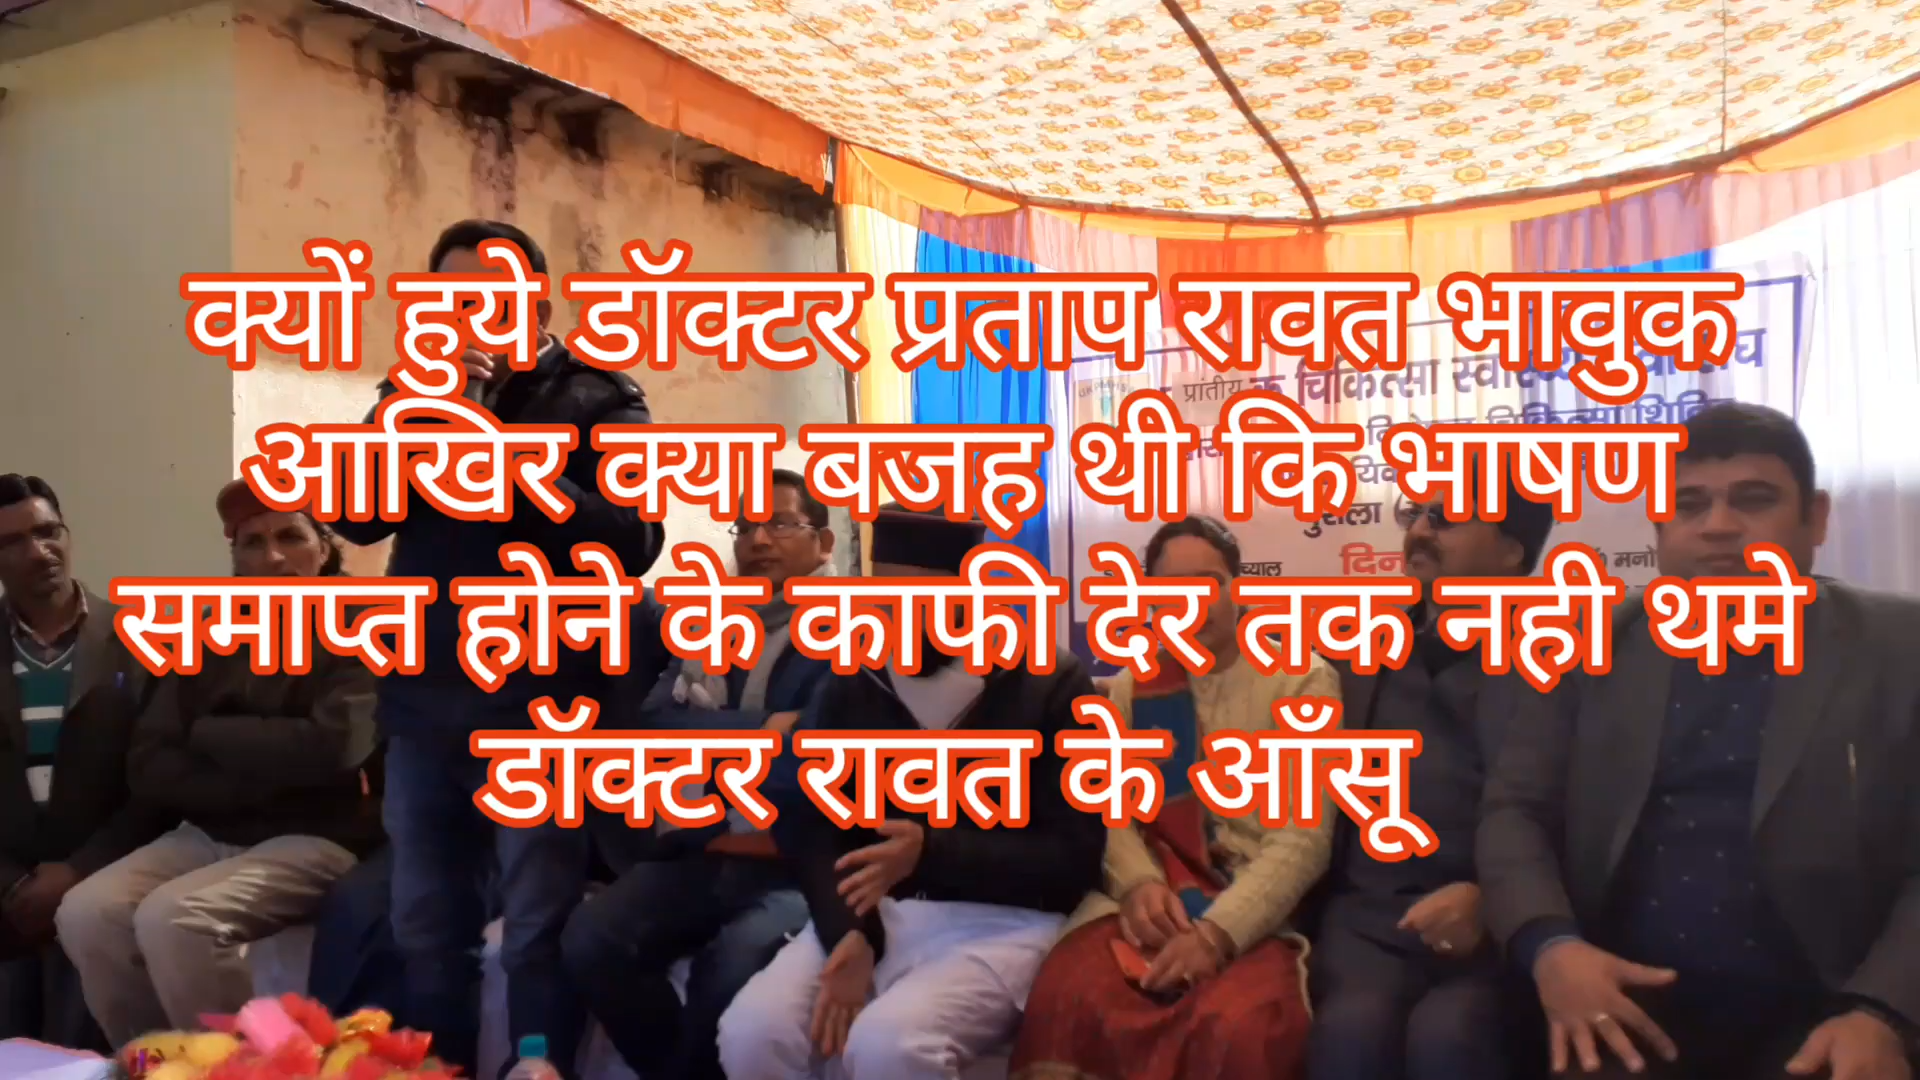 क्यों हुये डॉक्टर प्रताप रावत भावुक
आखिर क्या बजह थी कि भाषण
समाप्त होने के काफी देर तक नही थमे
डॉक्टर रावत के आँसू
प्रांतीय चिकित्सा